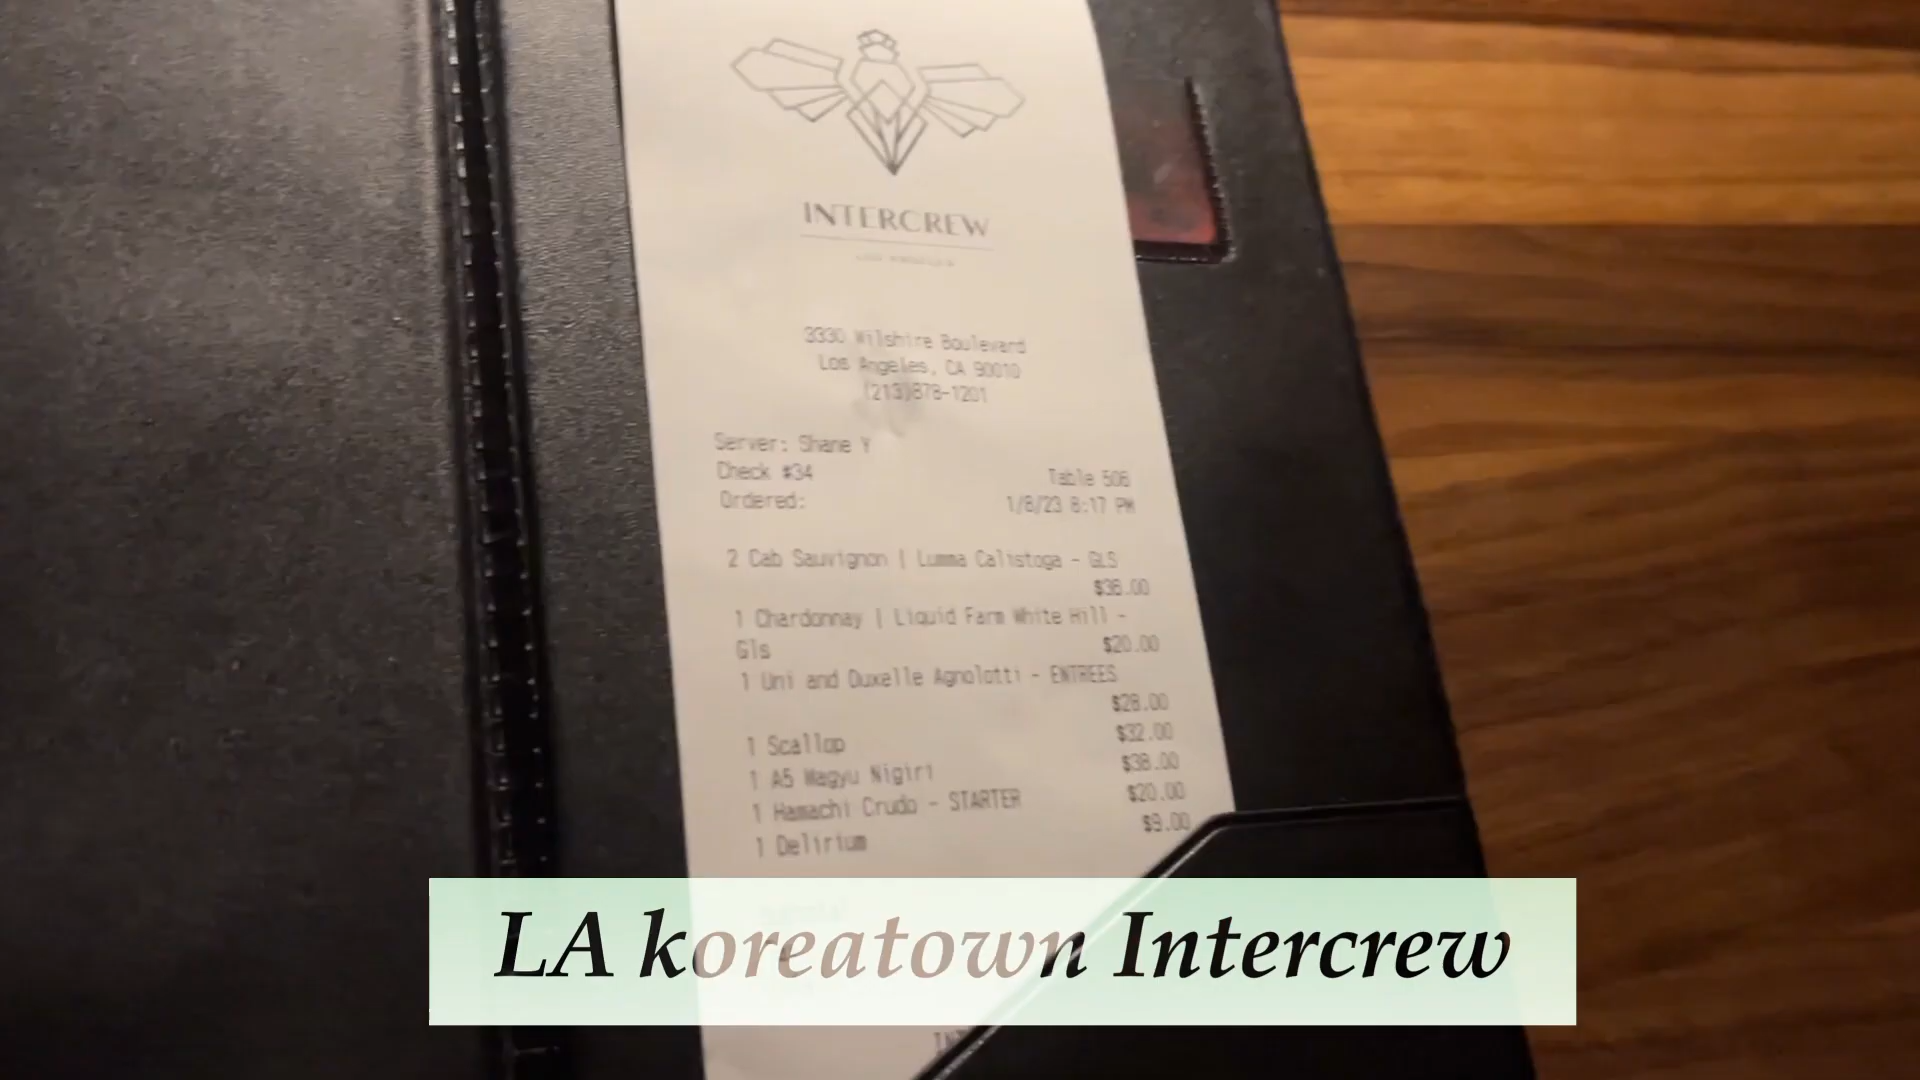 INTERCREW
3330 Wilshire Boulevard
Los Angeles, CA 90010
(213)878-1201
Server: Shane Y
Check #34
Table 506
Ordered:
1/8/23 8:17 PM
2 Cab Sauvignon | Lumma Calistoga - GLS
$38.00
1 Chardonnay | Liquid Farm White Hill -
Gls $20.00
1 Uni and Duxelle Agnolotti - ENTREES
$28.00
1 Scallop $32.00
1 A5 Wagyu Nigiri $38.00
1 Hamachi Crudo - STARTER $20.00
1 Delirium $9.00
LA koreatown Intercrew